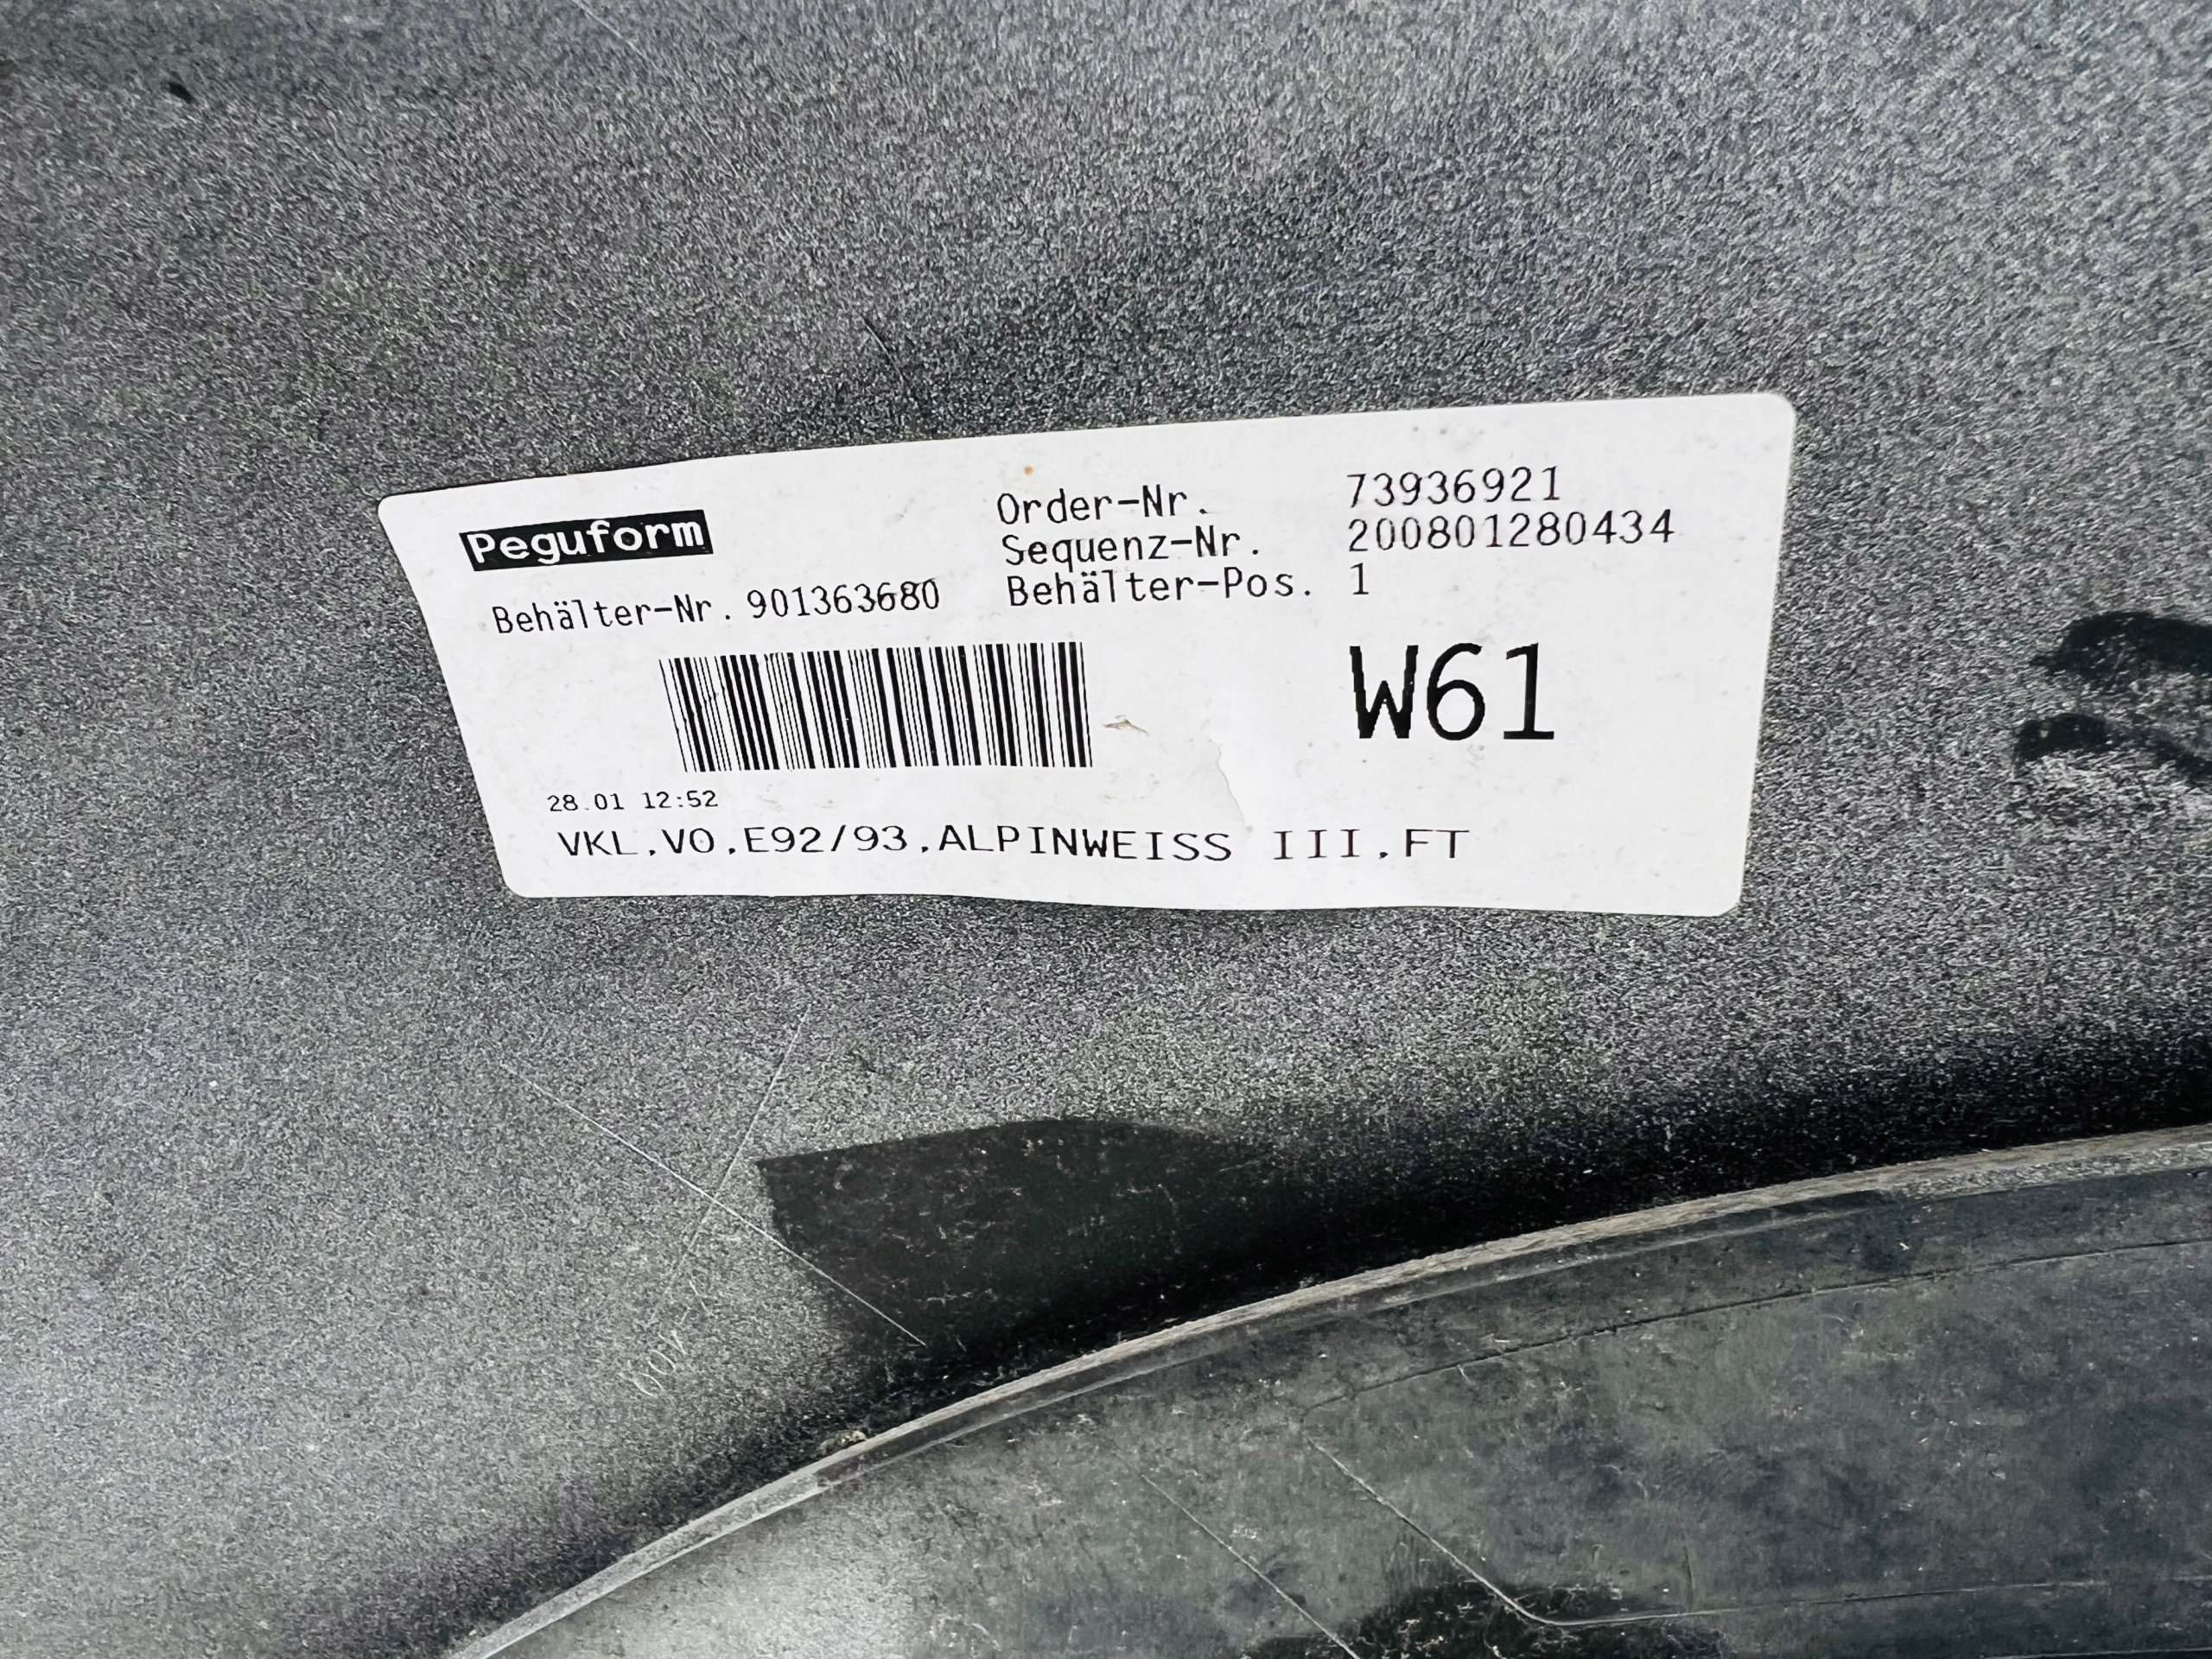 Peguform
Order-Nr. 73936921
Sequenz-Nr. 200801280434
Behälter-Nr. 901363680 Behälter-Pos. 1
W61
28.01 12:52
VKL.VO.E92/93.ALPINWEISS III.FT